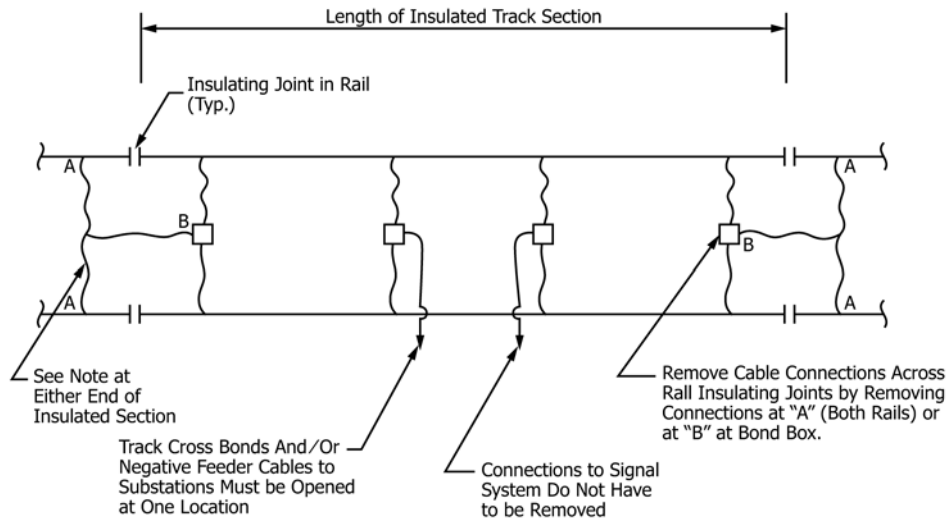 Length of Insulated Track Section
Insulating Joint in Rail
(Typ.)
A
A
B
B
A
A
See Note at
Either End of
Insulated Section
Track Cross Bonds And/Or
Negative Feeder Cables to
Substations Must be Opened
at One Location
Connections to Signal
System Do Not Have
to be Removed
Remove Cable Connections Across
Rall Insulating Joints by Removing
Connections at “A” (Both Rails) or
at “B” at Bond Box.